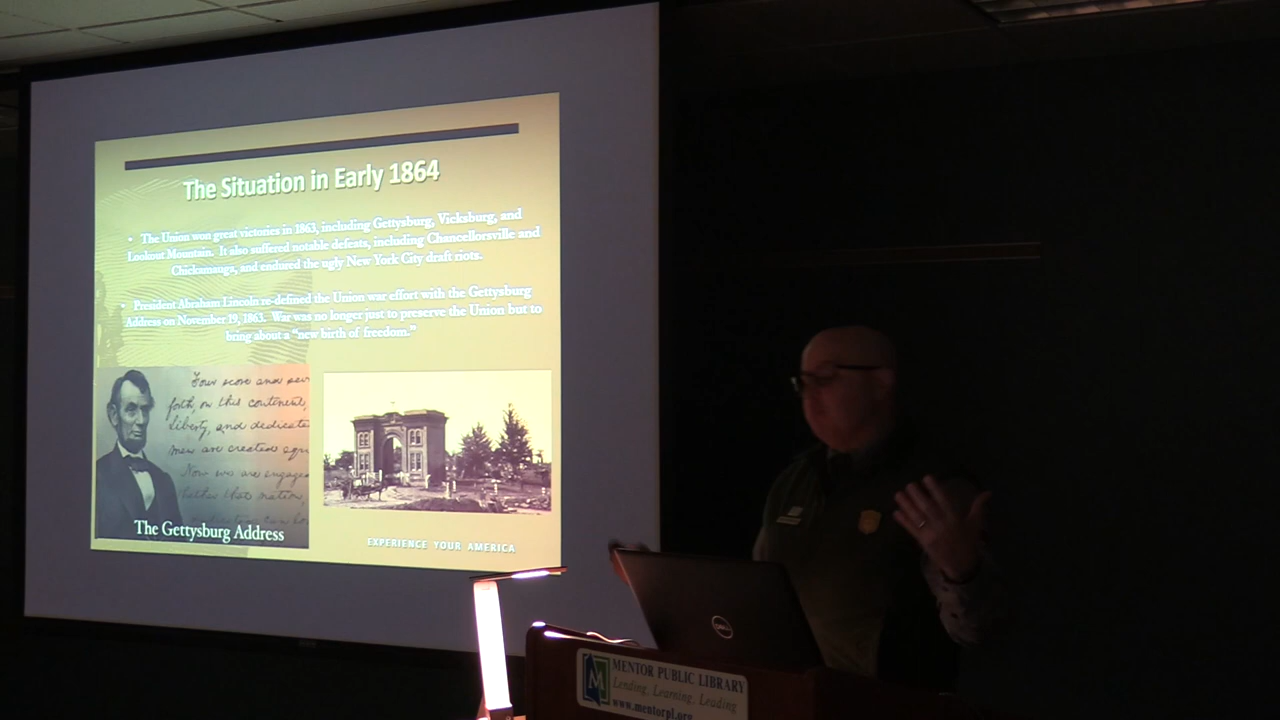 The Situation in Early 1864
• The Union won great victories in 1863, including Gettysburg, Vicksburg, and
Lookout Mountain. It also suffered notable defeats, including Chancellorsville and
Chickamauga, and endured the ugly New York City draft riots.
• President Abraham Lincoln re-defined the Union war effort with the Gettysburg
Address on November 19, 1863. War was no longer just to preserve the Union but to
bring about a "new birth of freedom."
Four score and sev
forth, on this continent,
Liberty, and dedicate
men are created equ
Now we are engage
The Gettysburg Address
EXPERIENCE YOUR AMERICA
DELL
M
MENTOR PUBLIC LIBRARY
Lending, Learning, Leading
www.mentorpl.org